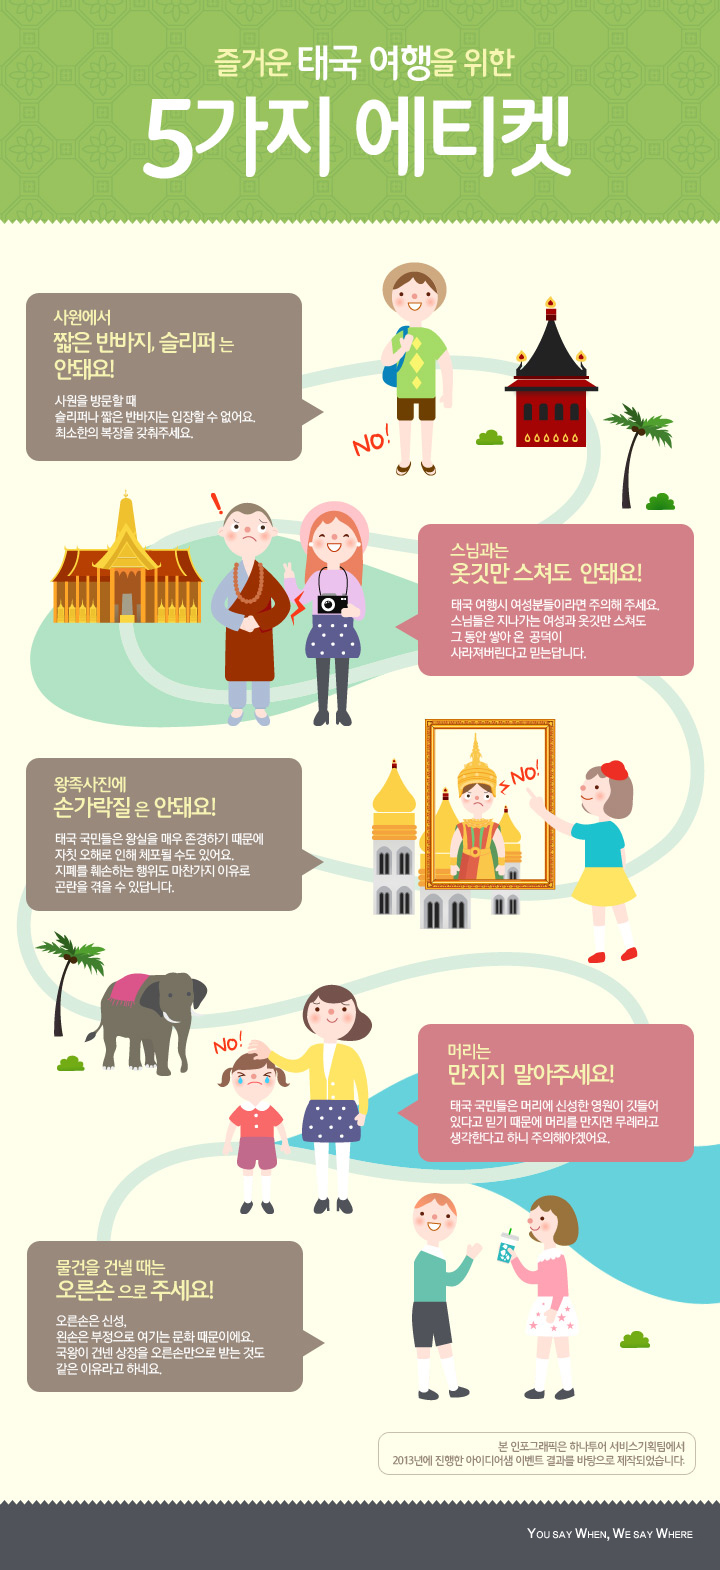 즐거운 태국 여행을 위한
5가지 에티켓
사원에서
짧은 반바지, 슬리퍼 는
안돼요!
사원을 방문할 때
슬리퍼나 짧은 반바지는 입장할 수 없어요.
최소한의 복장을 갖춰주세요.
NO!
!
스님과는
옷깃만 스쳐도 안돼요!
태국 여행시 여성분들이라면 주의해 주세요.
스님들은 지나가는 여성과 옷깃만 스쳐도
그 동안 쌓아 온 공덕이
사라져버린다고 믿는답니다.
왕족사진에
손가락질 은 안돼요!
태국 국민들은 왕실을 매우 존경하기 때문에
자칫 오해로 인해 체포될 수도 있어요.
지폐를 훼손하는 행위도 마찬가지 이유로
곤란을 겪을 수 있답니다.
NO!
NO!
머리는
만지지 말아주세요!
태국 국민들은 머리에 신성한 영원이 깃들어
있다고 믿기 때문에 머리를 만지면 무례라고
생각한다고 하니 주의해야겠어요.
물건을 건넬 때는
오른손 으로 주세요!
오른손은 신성,
왼손은 부정으로 여기는 문화 때문이에요.
국왕이 건넨 상장을 오른손만으로 받는 것도
같은 이유라고 하네요.
본 인포그래픽은 하나투어 서비스기획팀에서
2013년에 진행한 아이디어샘 이벤트 결과를 바탕으로 제작되었습니다.
YOU SAY WHEN, WE SAY WHERE